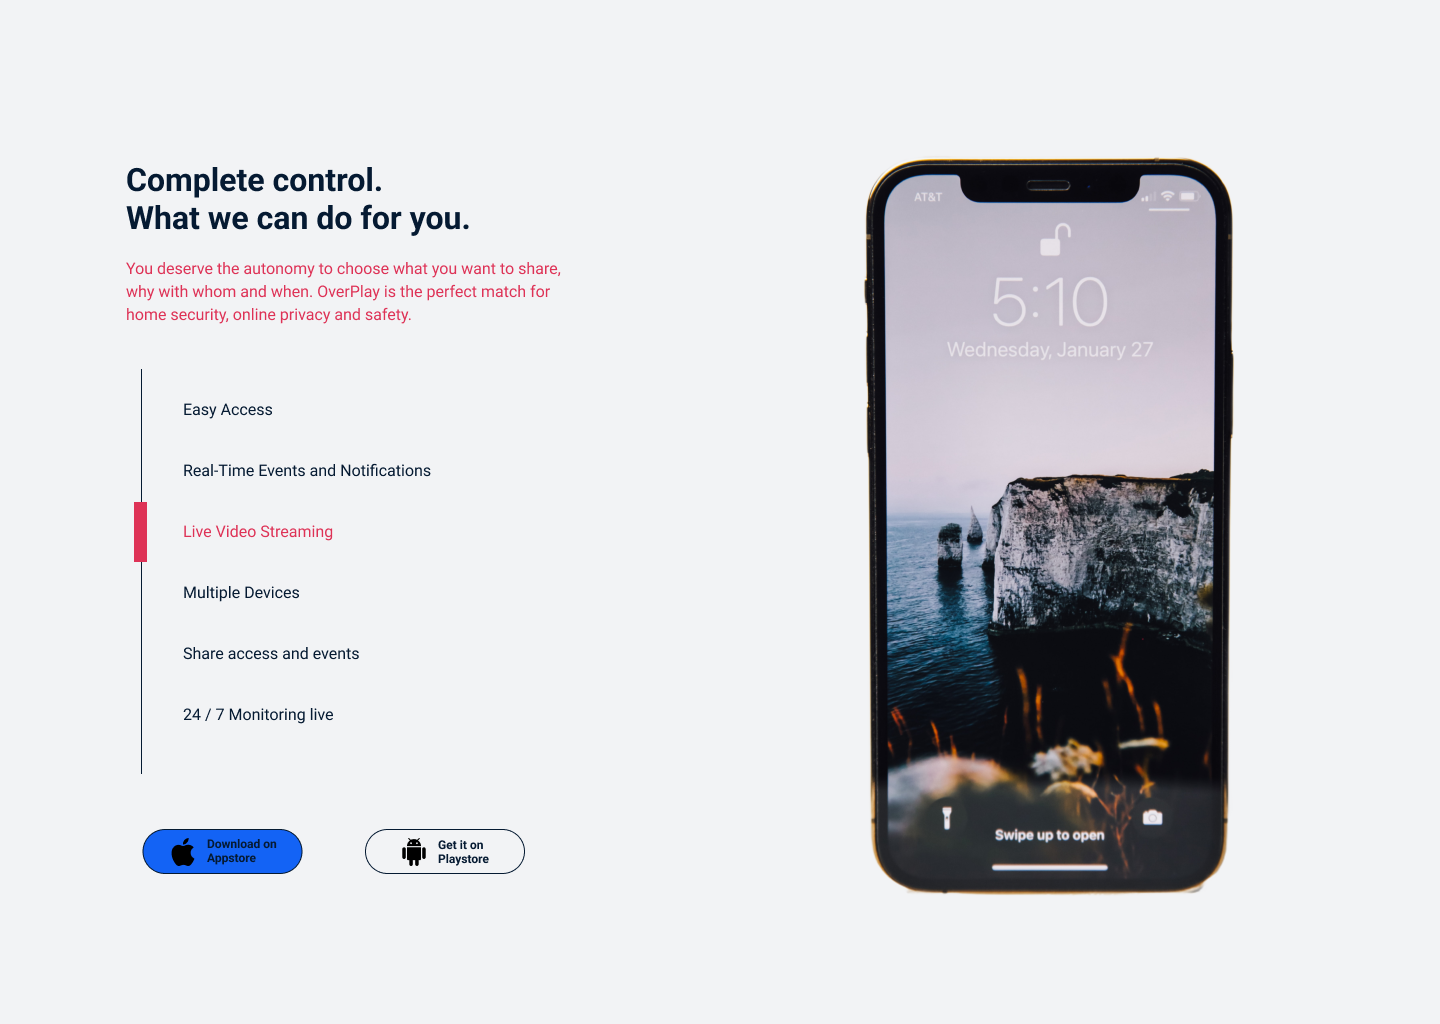 Complete control.
What we can do for you.
You deserve the autonomy to choose what you want to share,
why with whom and when. OverPlay is the perfect match for
home security, online privacy and safety.
Easy Access
Real-Time Events and Notifications
Live Video Streaming
Multiple Devices
Share access and events
24 / 7 Monitoring live
Download on
Appstore
Get it on
Playstore
AT&T
5:10
Wednesday, January 27
Swipe up to open